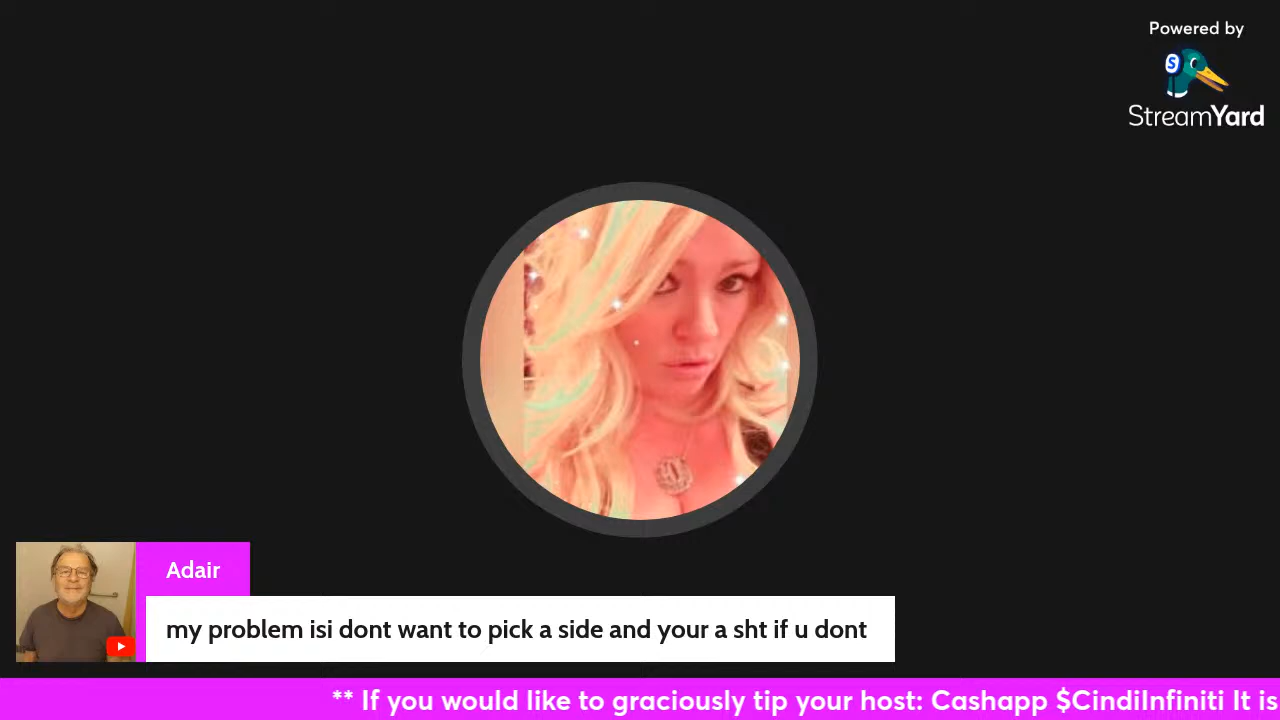 Powered by
S
StreamYard
Adair
my problem isi dont want to pick a side and your a sht if u dont
** If you would like to graciously tip your host: Cashapp $CindiInfiniti It is